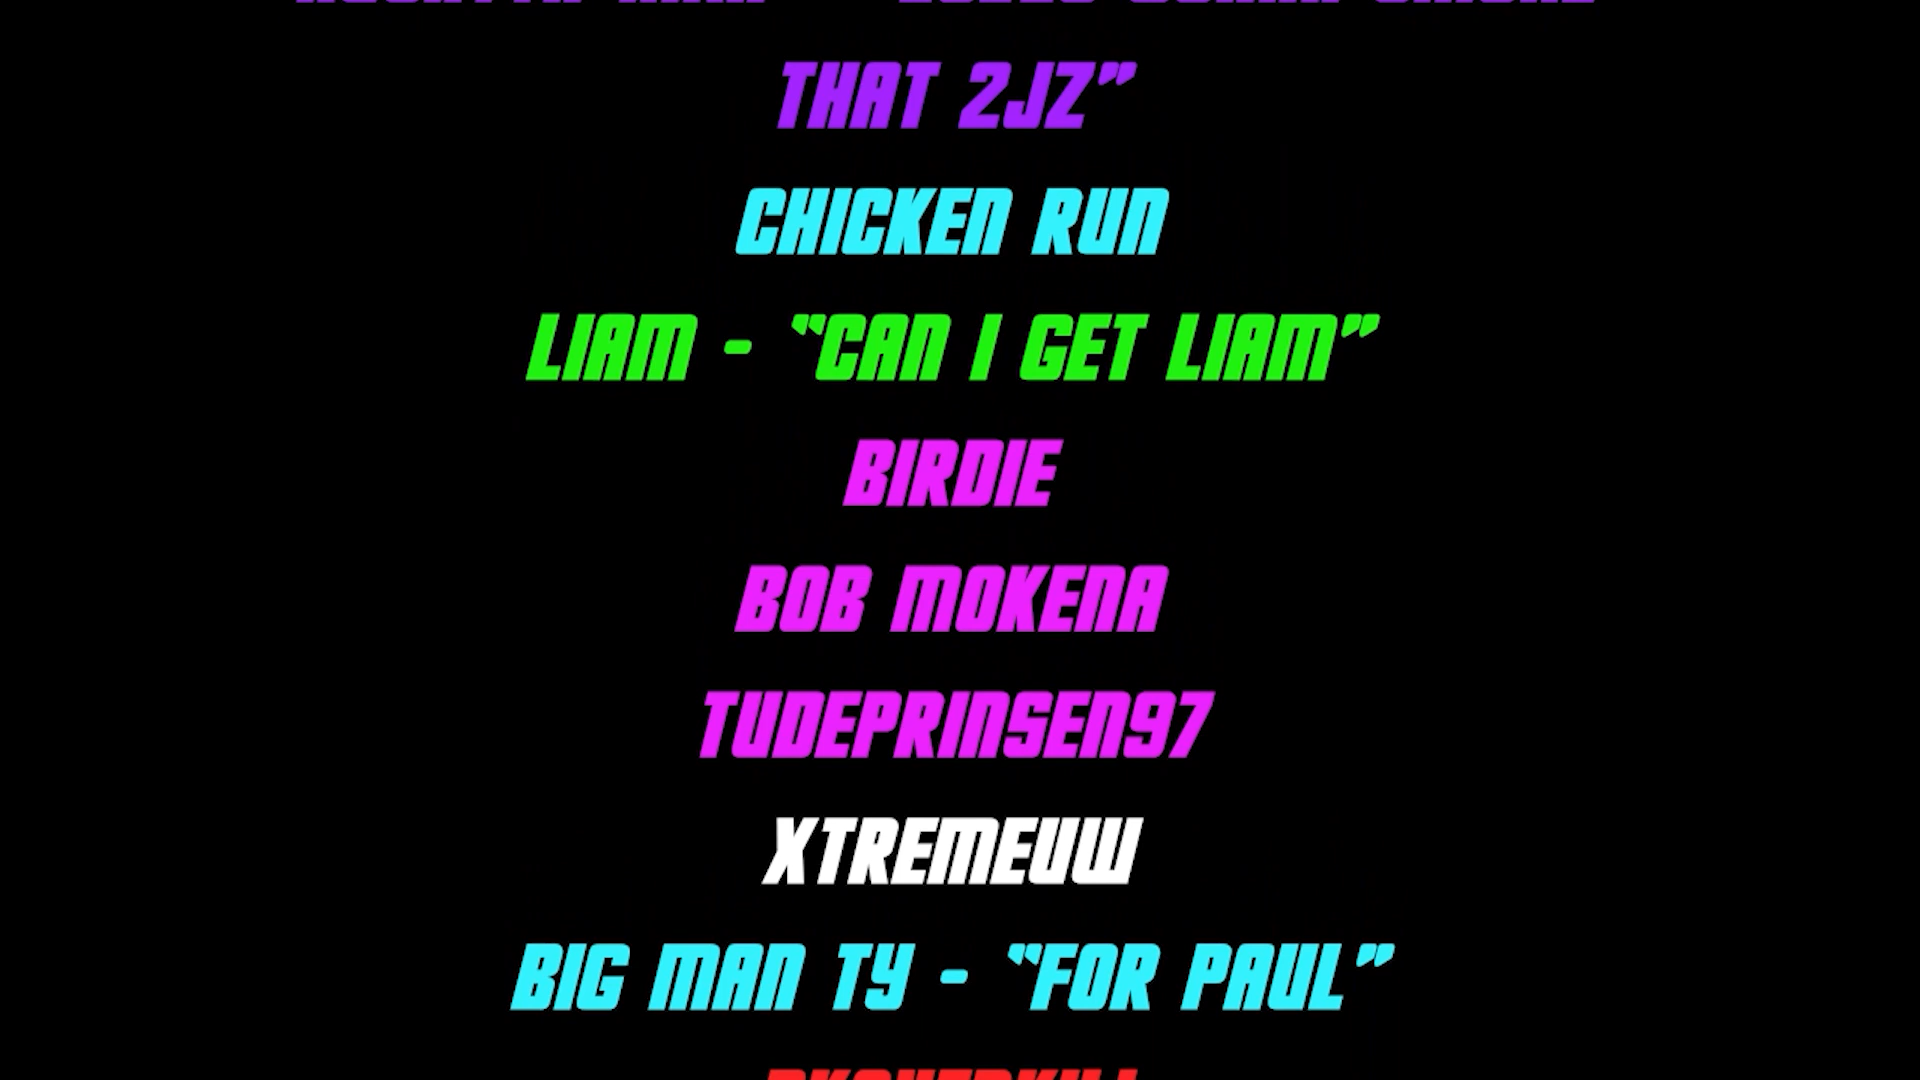 THAT 2JZ”
CHICKEN RUN
LIAM - “CAN I GET LIAM”
BIRDIE
BOB MOKENA
TUDEPRINSEN97
XTREMEUW
BIG MAN TY - “FOR PAUL”